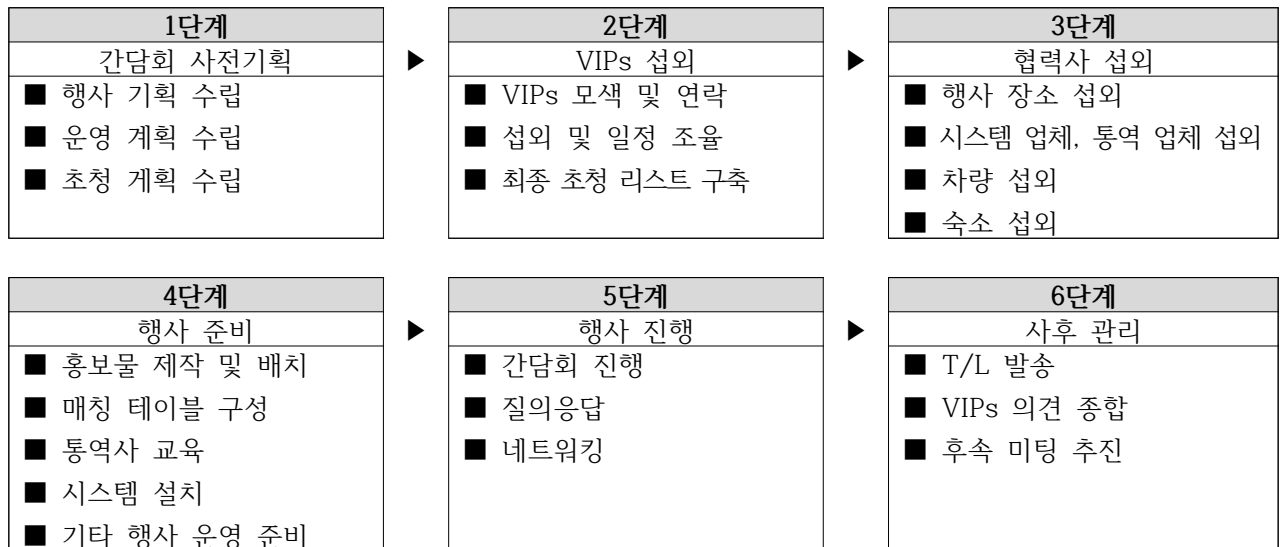 1단계
간담회 사전기획
■ 행사 기획 수립
■ 운영 계획 수립
■ 초청 게획 수립
▶
2단계
VIPs 섭외
■ VIPs 모색 및 연락
■ 섭외 및 일정 조율
■ 최종 초청 리스트 구축
▶
3단계
협력사 섭외
■ 행사 장소 섭외
■ 시스템 업체, 통역 업체 섭외
■ 차량 섭외
■ 숙소 섭외
4단계
행사 준비
■ 홍보물 제작 및 배치
■ 매칭 테이블 구성
■ 통역사 교육
■ 시스템 설치
■ 기타 행사 운영 준비
▶
5단계
행사 진행
■ 간담회 진행
■ 질의응답
■ 네트워킹
▶
6단계
사후 관리
■ T/L 발송
■ VIPs 의견 종합
■ 후속 미팅 추진